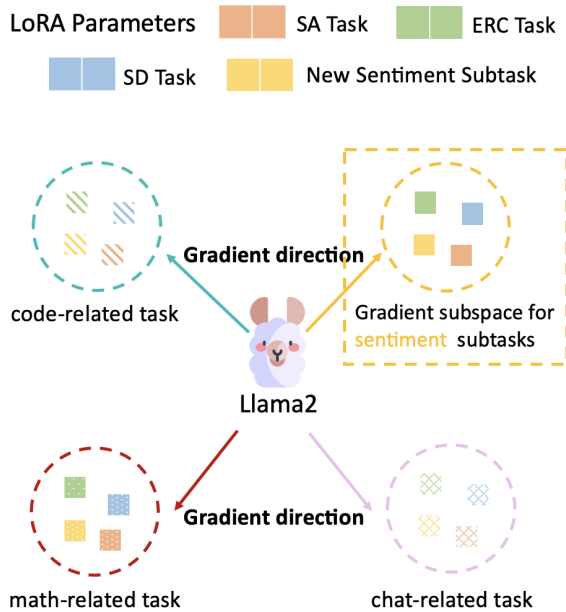 LoRA Parameters SA Task ERC Task
SD Task New Sentiment Subtask
Gradient direction
code-related task
Gradient subspace for
sentiment subtasks
Llama2
Gradient direction
math-related task chat-related task